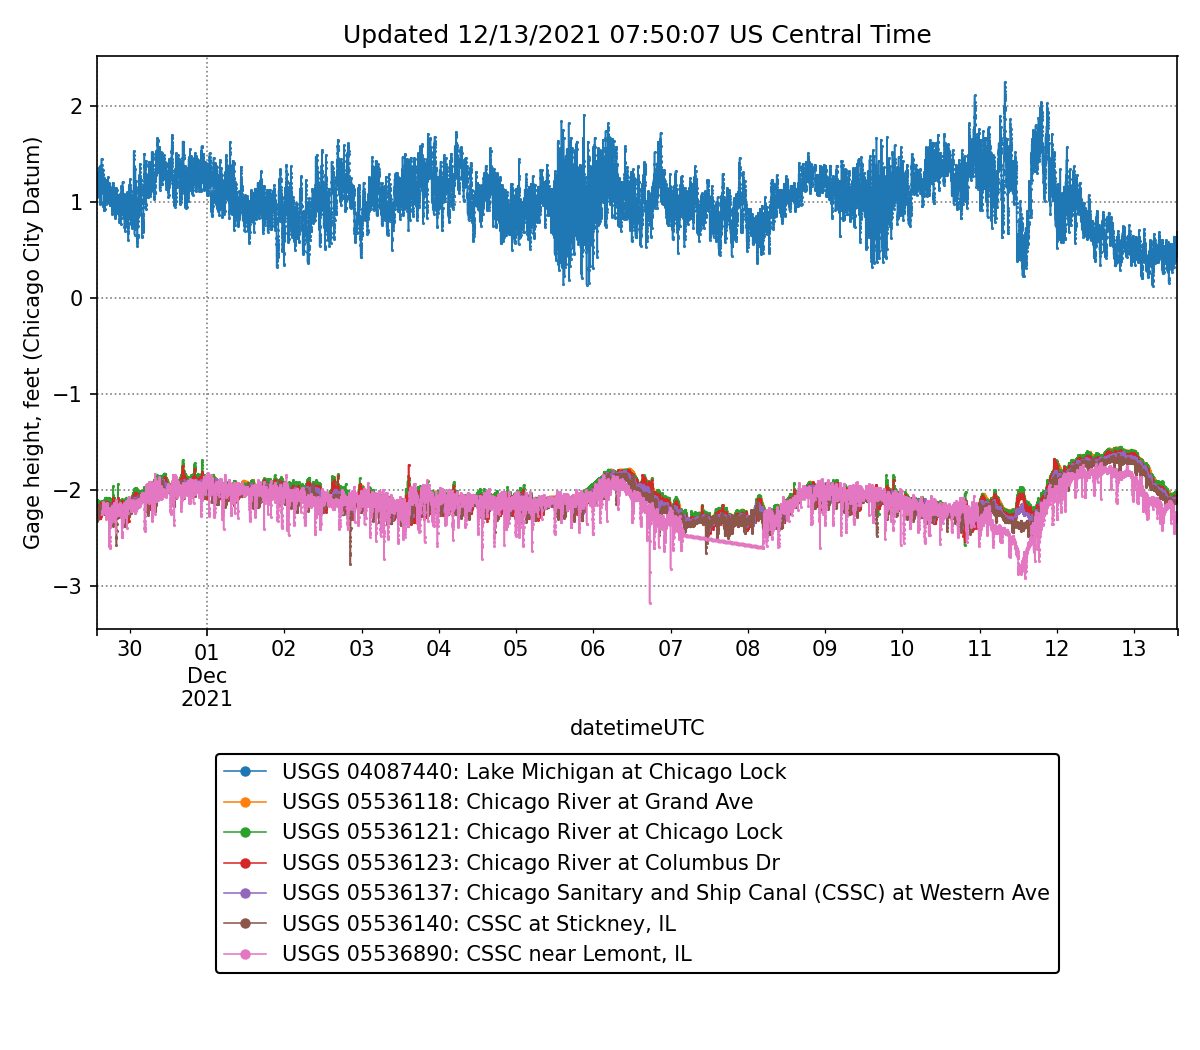 Updated 12/13/2021 07:50:07 US Central Time
Gage height, feet (Chicago City Datum)
2
1
0
−1
−2
−3
30 01 02 03 04 05 06 07 08 09 10 11 12 13
Dec
2021
datetimeUTC
USGS 04087440: Lake Michigan at Chicago Lock
USGS 05536118: Chicago River at Grand Ave
USGS 05536121: Chicago River at Chicago Lock
USGS 05536123: Chicago River at Columbus Dr
USGS 05536137: Chicago Sanitary and Ship Canal (CSSC) at Western Ave
USGS 05536140: CSSC at Stickney, IL
USGS 05536890: CSSC near Lemont, IL